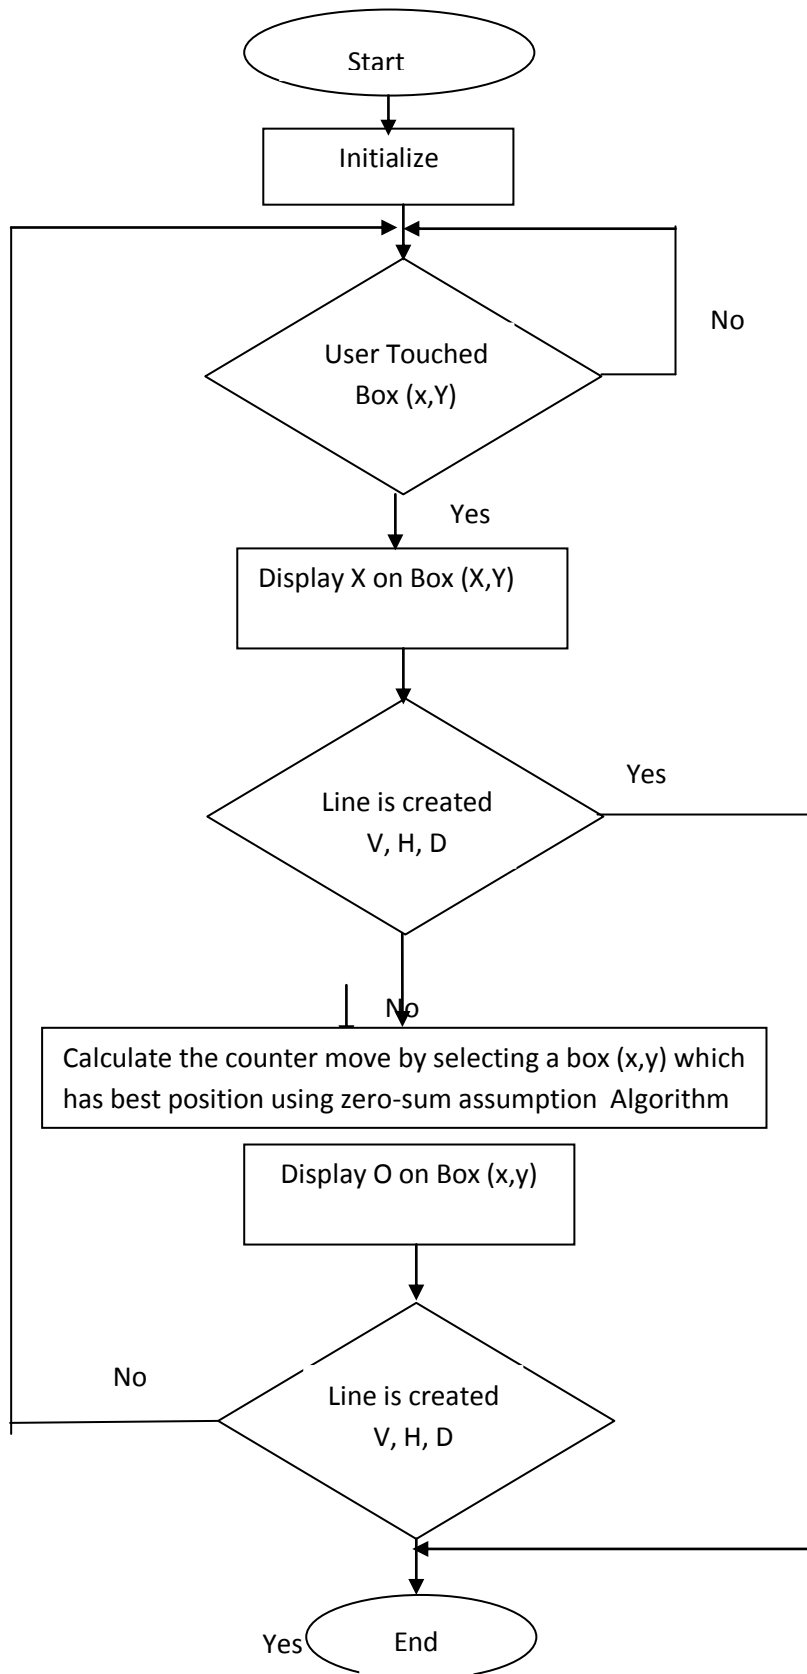 Start
Initialize
No
User Touched
Box (x,Y)
Yes
Display X on Box (X,Y)
Yes
Line is created
V, H, D
No
Calculate the counter move by selecting a box (x,y) which
has best position using zero-sum assumption Algorithm
Display O on Box (x,y)
No
Line is created
V, H, D
Yes
End